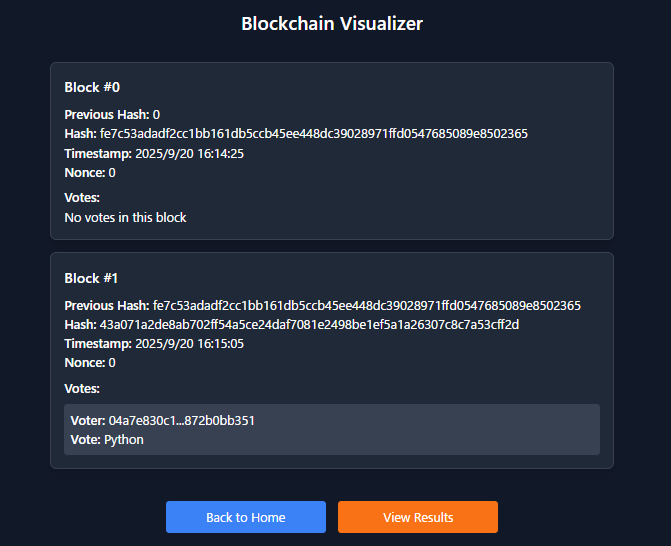 Blockchain Visualizer
Block #0
Previous Hash: 0
Hash: fe7c53adadf2cc1bb161db5ccb45ee448dc39028971ffd0547685089e8502365
Timestamp: 2025/9/20 16:14:25
Nonce: 0
Votes:
No votes in this block
Block #1
Previous Hash: fe7c53adadf2cc1bb161db5ccb45ee448dc39028971ffd0547685089e8502365
Hash: 43a071a2de8ab702ff54a5ce24daf7081e2498be1ef5a1a26307c8c7a53cff2d
Timestamp: 2025/9/20 16:15:05
Nonce: 0
Votes:
Voter: 04a7e830c1...872b0bb351
Vote: Python
Back to Home
View Results